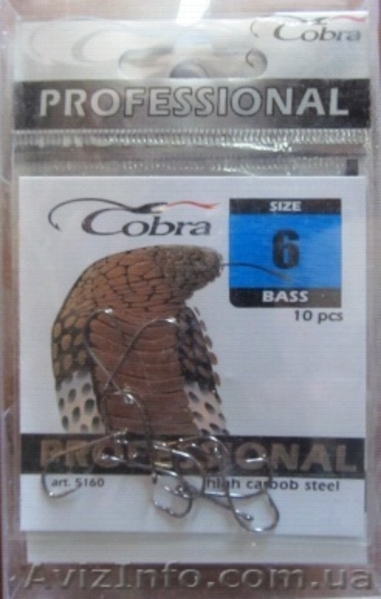 Cobra
PROFESSIONAL
Cobra
SIZE
6
BASS
10 pcs
PROFESSIONAL
art. 5160
high carbob steel
AvizInfo.com.ua